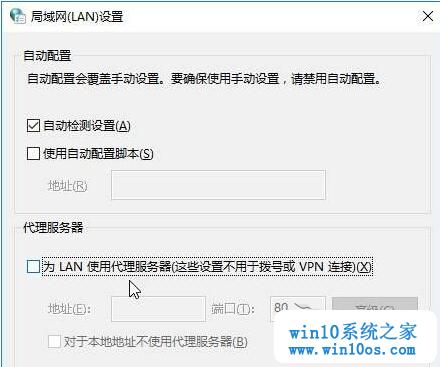 局域网(LAN)设置
自动配置
自动配置会覆盖手动设置。要确保使用手动设置，请禁用自动配置。
自动检测设置(A)
使用自动配置脚本(S)
地址(R)
代理服务器
为 LAN 使用代理服务器(这些设置不用于拨号或 VPN 连接)(X)
地址(E): 端口(T): 80 高级(C)
对于本地地址不使用代理服务器(B)
win10系统之家
www.win10os.com